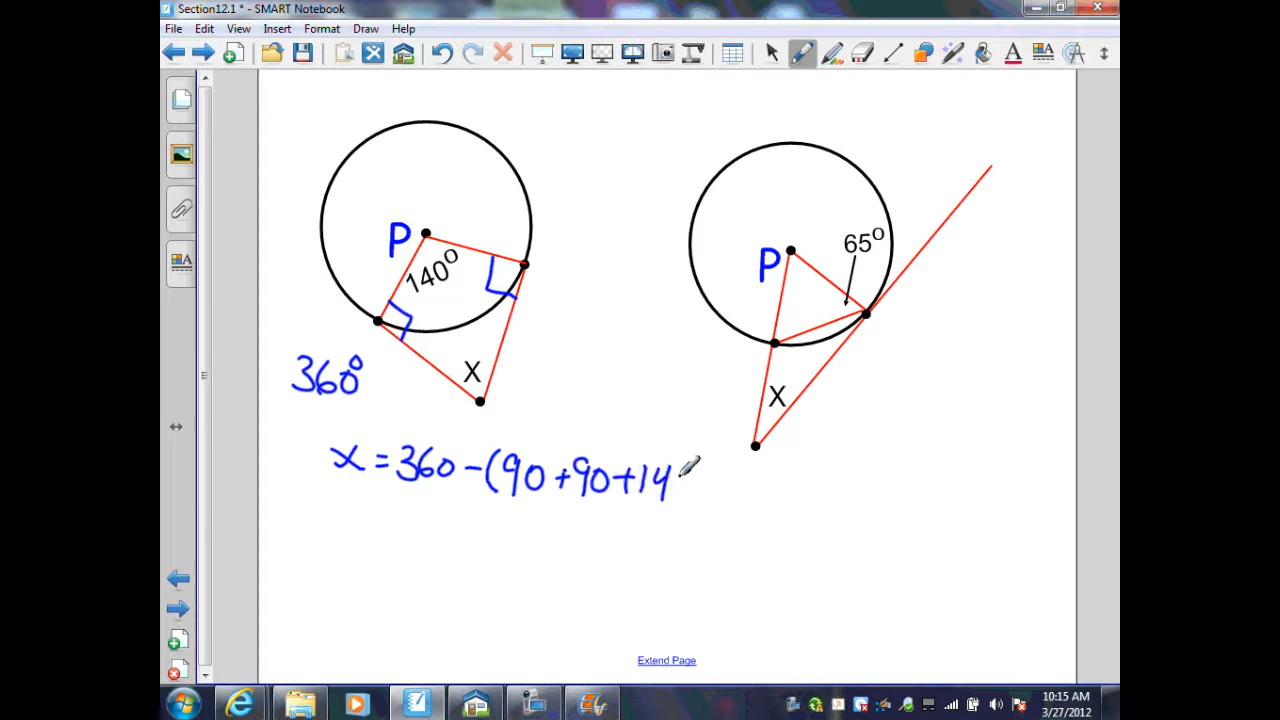 Section12.1 * - SMART Notebook
File Edit View Insert Format Draw Help
P
140°
X
360°
P
65°
X
x = 360 - (90 + 90 + 14
Extend Page
10:15 AM
3/27/2012